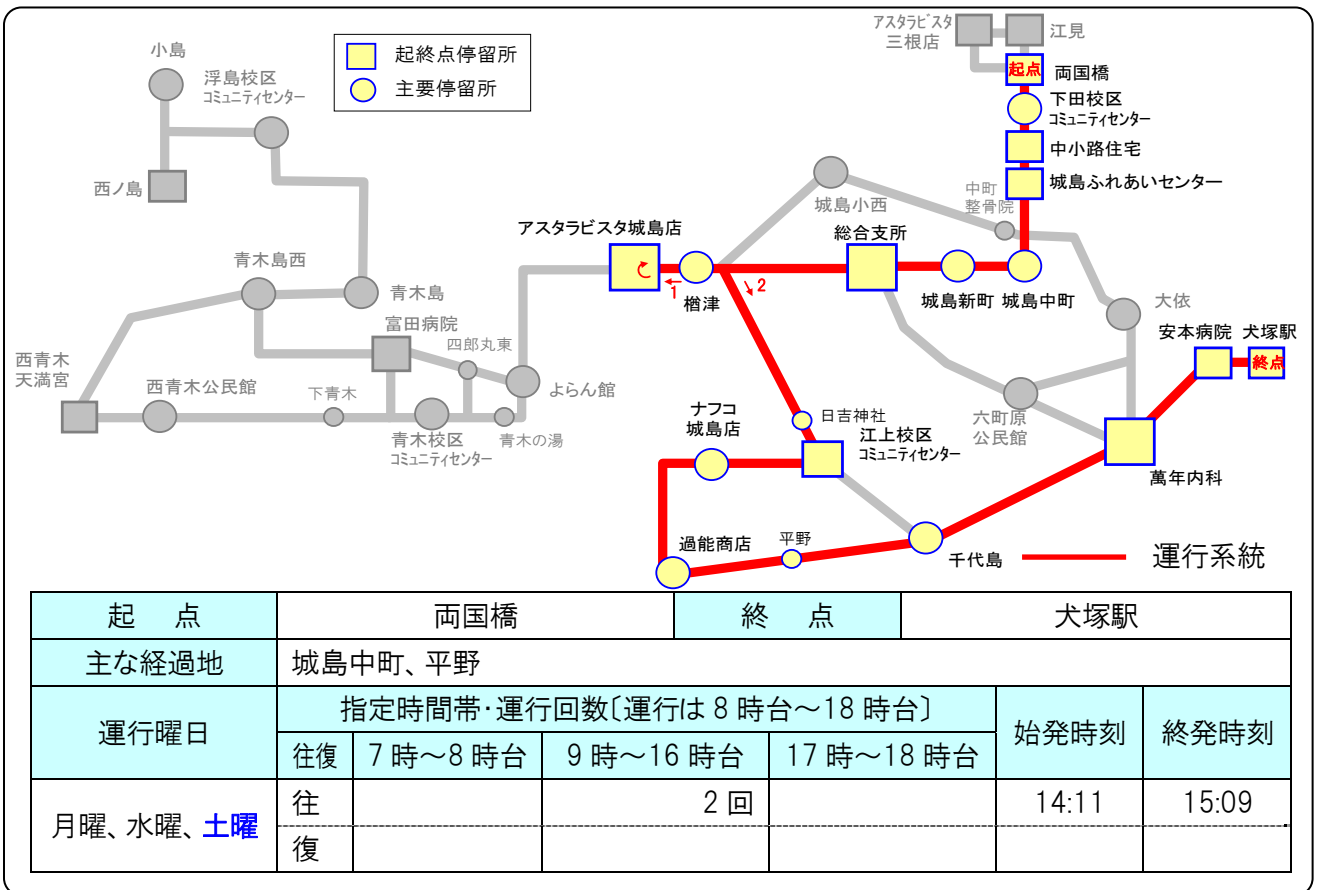 アスタラビスタ
三根店
江見
起点
両国橋
下田校区
コミュニティセンター
中小路住宅
城島ふれあいセンター
小島
浮島校区
コミュニティセンター
起終点停留所
主要停留所
西ノ島
城島小西
中町
整骨院
アスタラビスタ城島店
総合支所
1
2
楢津
城島新町
城島中町
青木島西
青木島
大依
富田病院
四郎丸東
安本病院
犬塚駅
終点
西青木
天満宮
西青木公民館
下青木
よらん館
ナフコ
城島店
日吉神社
江上校区
コミュニティセンター
六町原
公民館
青木校区
コミュニティセンター
青木の湯
萬年内科
過能商店
平野
千代島
運行系統
起 点
両国橋
終 点
犬塚駅
主な経過地
城島中町、平野
運行曜日
指定時間帯・運行回数〔運行は8時台～18時台〕
始発時刻
終発時刻
往復
7時～8時台
9時～16時台
17時～18時台
月曜、水曜、土曜
往
2回
14:11
15:09
復